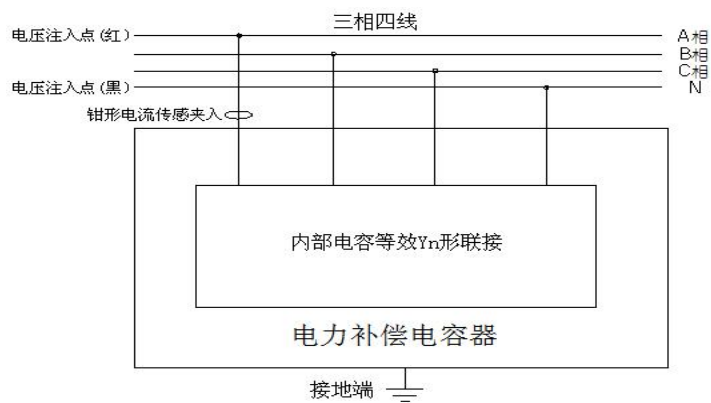 三相四线
电压注入点(红)
A相
B相
C相
电压注入点(黑)
N
钳形电流传感夹入
内部电容等效Yn形联接
电力补偿电容器
接地端